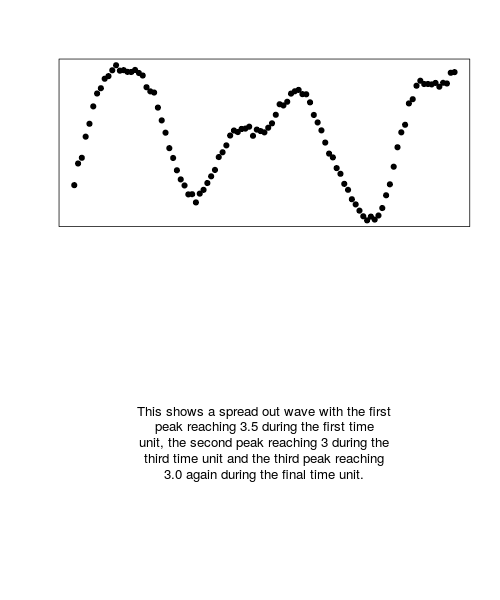 This shows a spread out wave with the first
peak reaching 3.5 during the first time
unit, the second peak reaching 3 during the
third time unit and the third peak reaching
3.0 again during the final time unit.